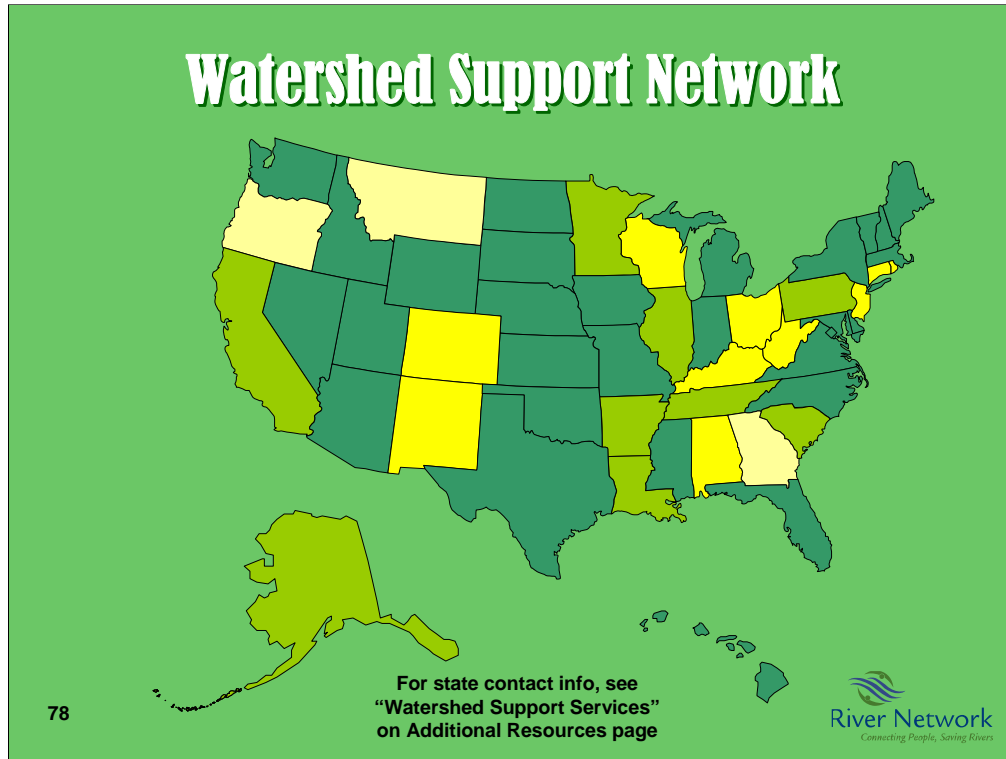 Watershed Support Network
For state contact info, see
“Watershed Support Services”
on Additional Resources page
78
River Network
Connecting People, Saving Rivers